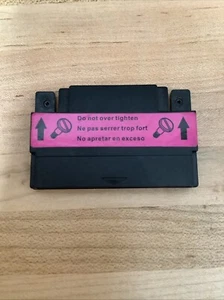 Do not over tighten
Ne pas serrer trop fort
No apretar en exceso